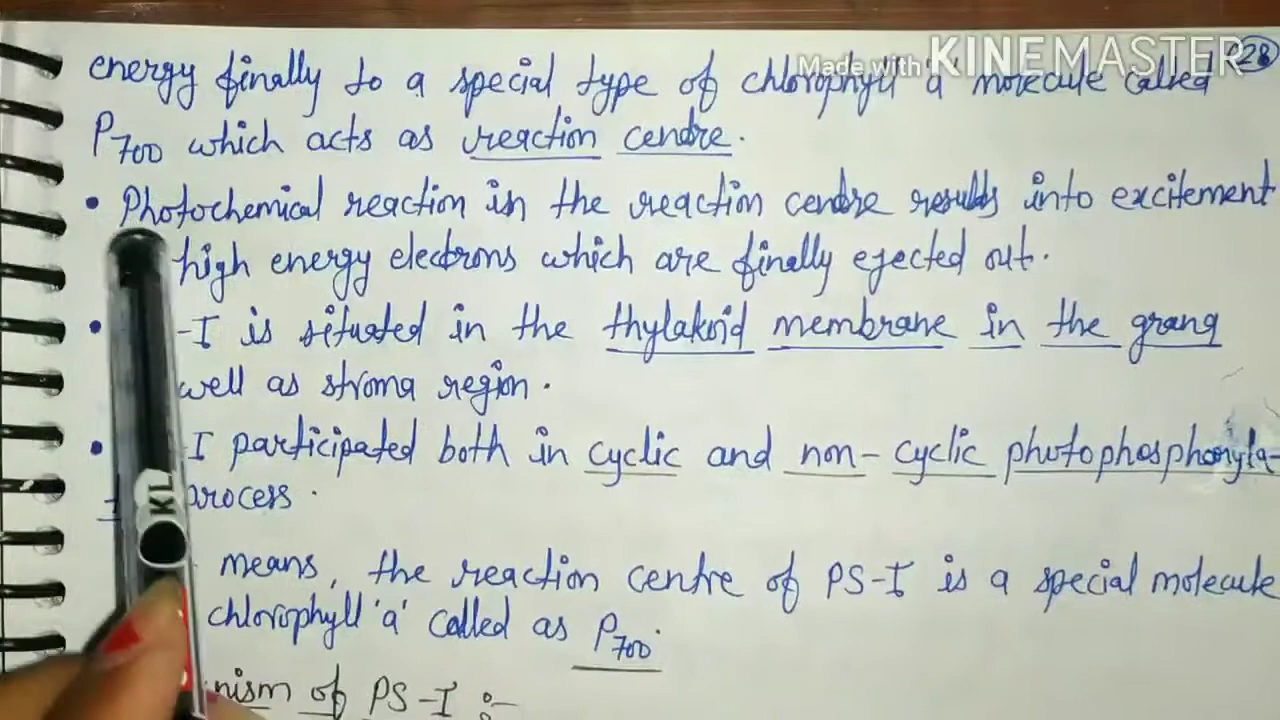 Made with KINEMASTER
28
energy finally to a special type of chlorophyll 'a' molecule called
P700 which acts as reaction centre.
• Photochemical reaction in the reaction centre results into excitement
high energy electrons which are finally ejected out.
• -I is situated in the thylakoid membrane in the grana
well as stroma region.
• I participated both in cyclic and non-cyclic photophosphoryla-
process.
means, the reaction centre of PS-I is a special molecule
chlorophyll 'a' called as P700.
nism of PS-I :-
KL